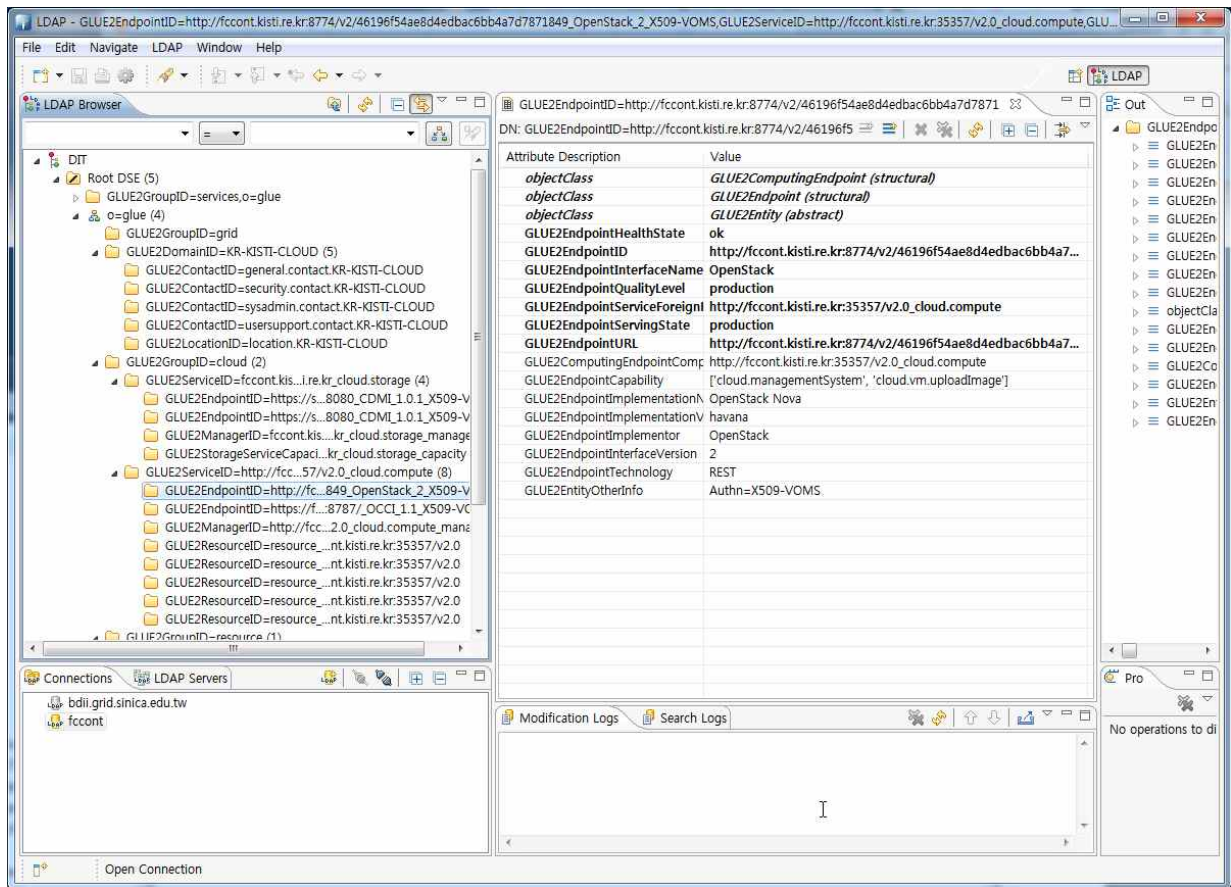 LDAP - GLUE2EndpointID=http://fccont.kisti.re.kr:8774/v2/46196f54ae8d4edbac6bb4a7d7871849_OpenStack_2_X509-VOMS,GLUE2ServiceID=http://fccont.kisti.re.kr:35357/v2.0_cloud.compute,GLU...
File Edit Navigate LDAP Window Help
LDAP
LDAP Browser
=
DIT
Root DSE (5)
GLUE2GroupID=services,o=glue
o=glue (4)
GLUE2GroupID=grid
GLUE2DomainID=KR-KISTI-CLOUD (5)
GLUE2ContactID=general.contact.KR-KISTI-CLOUD
GLUE2ContactID=security.contact.KR-KISTI-CLOUD
GLUE2ContactID=sysadmin.contact.KR-KISTI-CLOUD
GLUE2ContactID=usersupport.contact.KR-KISTI-CLOUD
GLUE2LocationID=location.KR-KISTI-CLOUD
GLUE2GroupID=cloud (2)
GLUE2ServiceID=fccont.kis...i.re.kr_cloud.storage (4)
GLUE2EndpointID=https://s...8080_CDMI_1.0.1_X509-V
GLUE2EndpointID=https://s...8080_CDMI_1.0.1_X509-V
GLUE2ManagerID=fccont.kis....kr_cloud.storage_manage
GLUE2StorageServiceCapaci...kr_cloud.storage_capacity
GLUE2ServiceID=http://fcc...57/v2.0_cloud.compute (8)
GLUE2EndpointID=http://fc...849_OpenStack_2_X509-V
GLUE2EndpointID=https://f...:8787/_OCCI_1.1_X509-VO
GLUE2ManagerID=http://fcc...2.0_cloud.compute_mana
GLUE2ResourceID=resource_...nt.kisti.re.kr:35357/v2.0
GLUE2ResourceID=resource_...nt.kisti.re.kr:35357/v2.0
GLUE2ResourceID=resource_...nt.kisti.re.kr:35357/v2.0
GLUE2ResourceID=resource_...nt.kisti.re.kr:35357/v2.0
GLUE2ResourceID=resource_...nt.kisti.re.kr:35357/v2.0
GLUE2GroupID=resource (1)
GLUE2EndpointID=http://fccont.kisti.re.kr:8774/v2/46196f54ae8d4edbac6bb4a7d7871
DN: GLUE2EndpointID=http://fccont.kisti.re.kr:8774/v2/46196f5
Attribute Description Value
objectClass GLUE2ComputingEndpoint (structural)
objectClass GLUE2Endpoint (structural)
objectClass GLUE2Entity (abstract)
GLUE2EndpointHealthState ok
GLUE2EndpointID http://fccont.kisti.re.kr:8774/v2/46196f54ae8d4edbac6bb4a7...
GLUE2EndpointInterfaceName OpenStack
GLUE2EndpointQualityLevel production
GLUE2EndpointServiceForeignI http://fccont.kisti.re.kr:35357/v2.0_cloud.compute
GLUE2EndpointServingState production
GLUE2EndpointURL http://fccont.kisti.re.kr:8774/v2/46196f54ae8d4edbac6bb4a7...
GLUE2ComputingEndpointComp http://fccont.kisti.re.kr:35357/v2.0_cloud.compute
GLUE2EndpointCapability ['cloud.managementSystem', 'cloud.vm.uploadImage']
GLUE2EndpointImplementationN OpenStack Nova
GLUE2EndpointImplementationV havana
GLUE2EndpointImplementor OpenStack
GLUE2EndpointInterfaceVersion 2
GLUE2EndpointTechnology REST
GLUE2EntityOtherInfo Authn=X509-VOMS
Out
GLUE2Endpo
GLUE2En
GLUE2En
GLUE2En
GLUE2En
GLUE2En
GLUE2En
GLUE2En
GLUE2En
GLUE2En
objectCla
GLUE2En
GLUE2En
GLUE2Co
GLUE2En
GLUE2En
GLUE2En
Connections LDAP Servers
bdii.grid.sinica.edu.tw
fccont
Modification Logs Search Logs
Pro
No operations to di
Open Connection